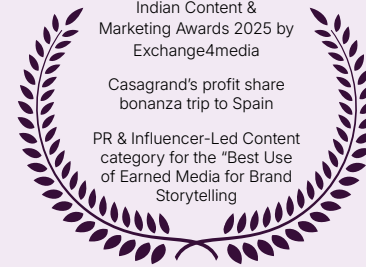 Indian Content &
Marketing Awards 2025 by
Exchange4media
Casagrand's profit share
bonanza trip to Spain
PR & Influencer-Led Content
category for the “Best Use
of Earned Media for Brand
Storytelling